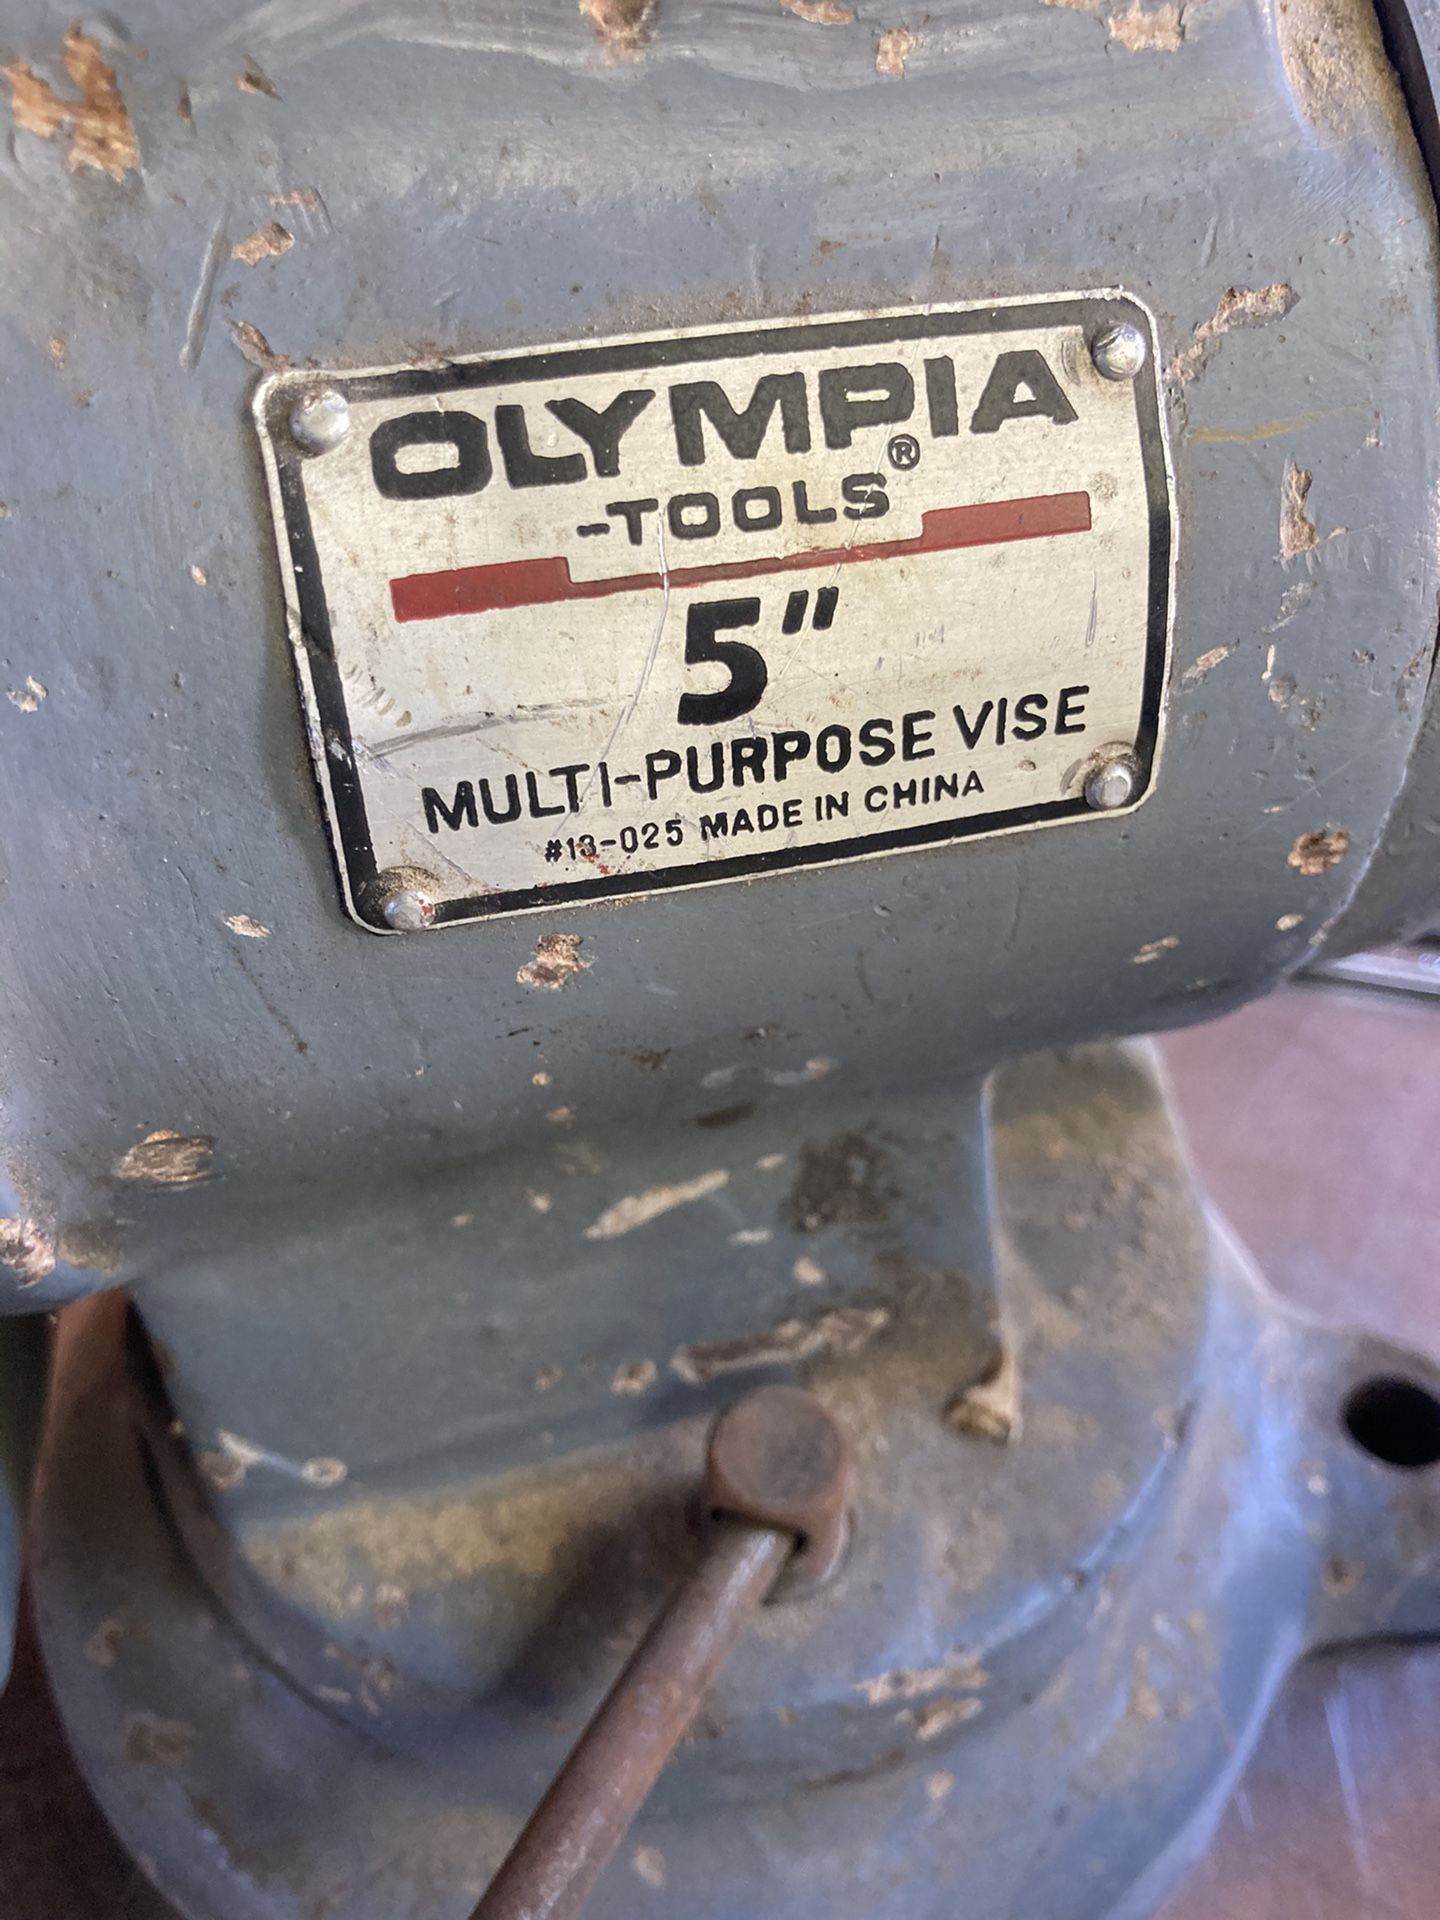 OLYMPIA®
-TOOLS
5"
MULTI-PURPOSE VISE
#13-025 MADE IN CHINA